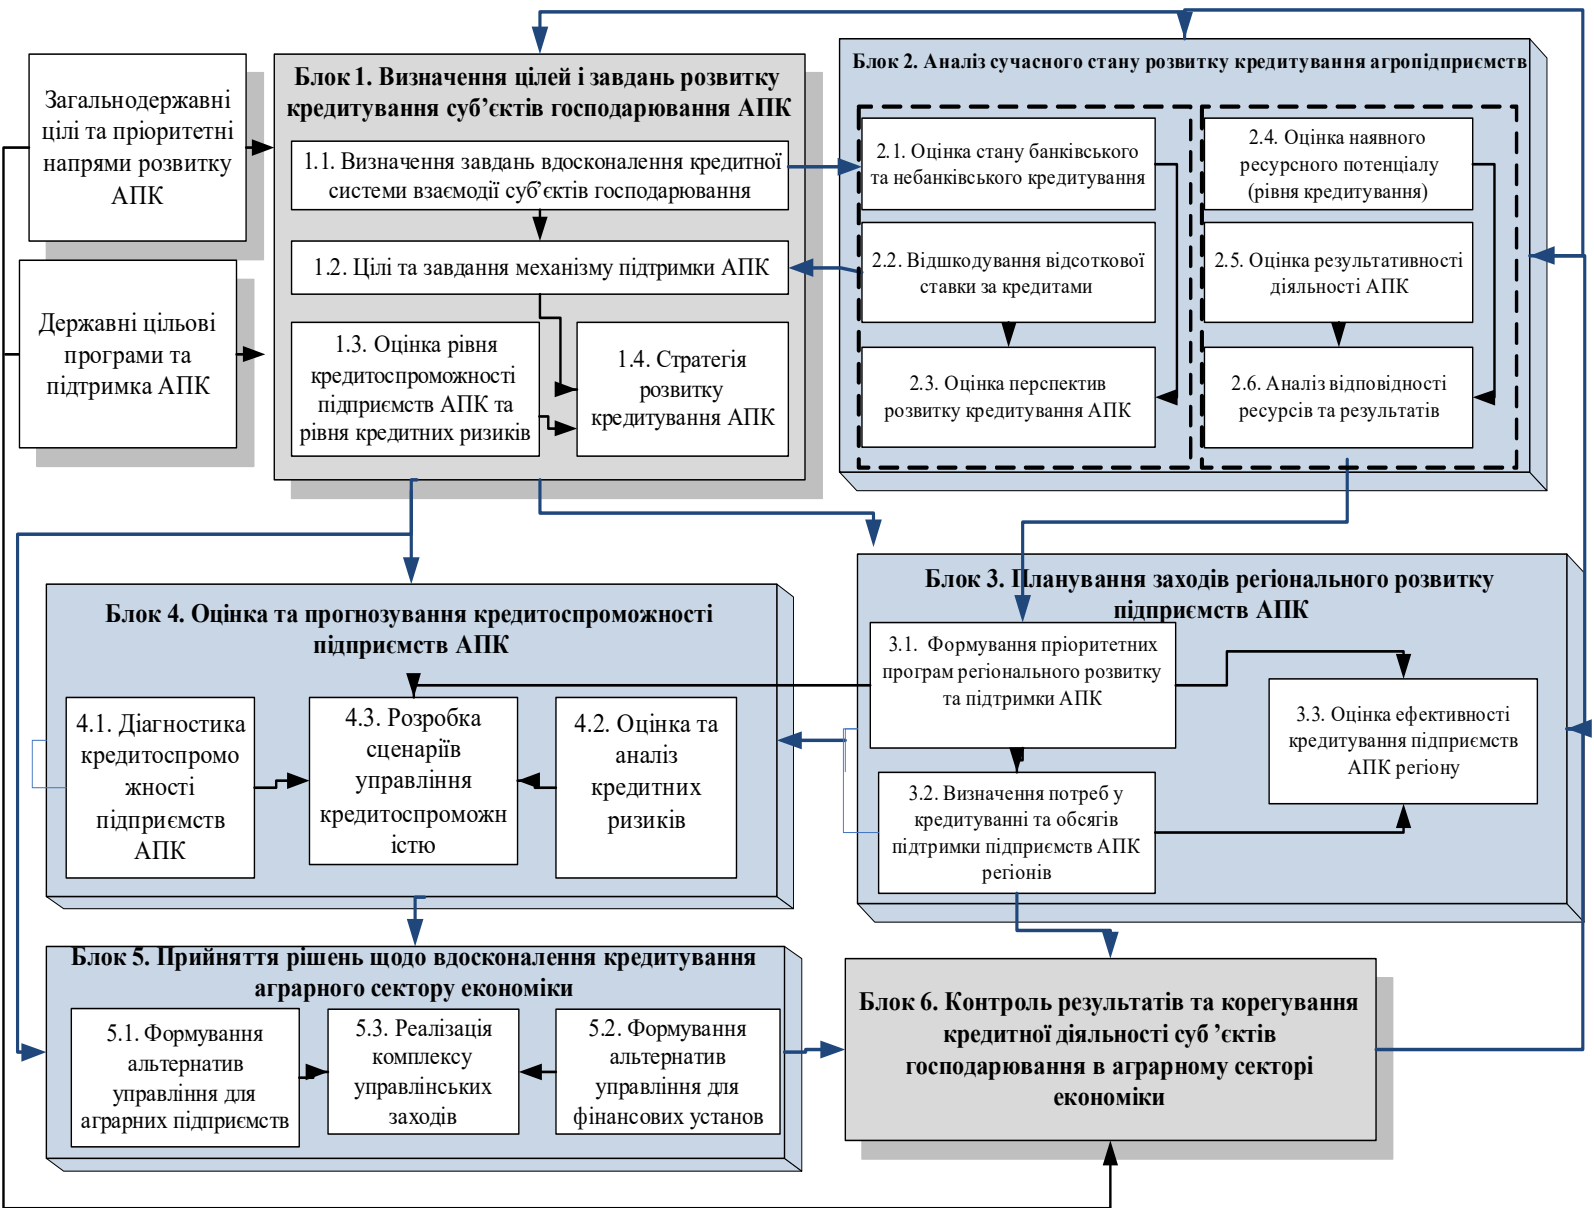 Загальнодержавні
цілі та пріоритетні
напрями розвитку
АПК
Державні цільові
програми та
підтримка АПК
Блок 1. Визначення цілей і завдань розвитку
кредитування суб’єктів господарювання АПК
1.1. Визначення завдань вдосконалення кредитної
системи взаємодії суб’єктів господарювання
1.2. Цілі та завдання механізму підтримки АПК
1.3. Оцінка рівня
кредитоспроможності
підприємств АПК та
рівня кредитних ризиків
1.4. Стратегія
розвитку
кредитування АПК
Блок 2. Аналіз сучасного стану розвитку кредитування агропідприємств
2.1. Оцінка стану банківського
та небанківського кредитування
2.2. Відшкодування відсоткової
ставки за кредитами
2.3. Оцінка перспектив
розвитку кредитування АПК
2.4. Оцінка наявного
ресурсного потенціалу
(рівня кредитування)
2.5. Оцінка результативності
діяльності АПК
2.6. Аналіз відповідності
ресурсів та результатів
Блок 4. Оцінка та прогнозування кредитоспроможності
підприємств АПК
4.1. Діагностика
кредитоспромо
жності
підприємств
АПК
4.3. Розробка
сценаріїв
управління
кредитоспроможн
істю
4.2. Оцінка та
аналіз
кредитних
ризиків
Блок 3. Планування заходів регіонального розвитку
підприємств АПК
3.1. Формування пріоритетних
програм регіонального розвитку
та підтримки АПК
3.2. Визначення потреб у
кредитуванні та обсягів
підтримки підприємств АПК
регіонів
3.3. Оцінка ефективності
кредитування підприємств
АПК регіону
Блок 5. Прийняття рішень щодо вдосконалення кредитування
аграрного сектору економіки
5.1. Формування
альтернатив
управління для
аграрних підприємств
5.3. Реалізація
комплексу
управлінських
заходів
5.2. Формування
альтернатив
управління для
фінансових установ
Блок 6. Контроль результатів та корегування
кредитної діяльності суб ’єктів
господарювання в аграрному секторі
економіки